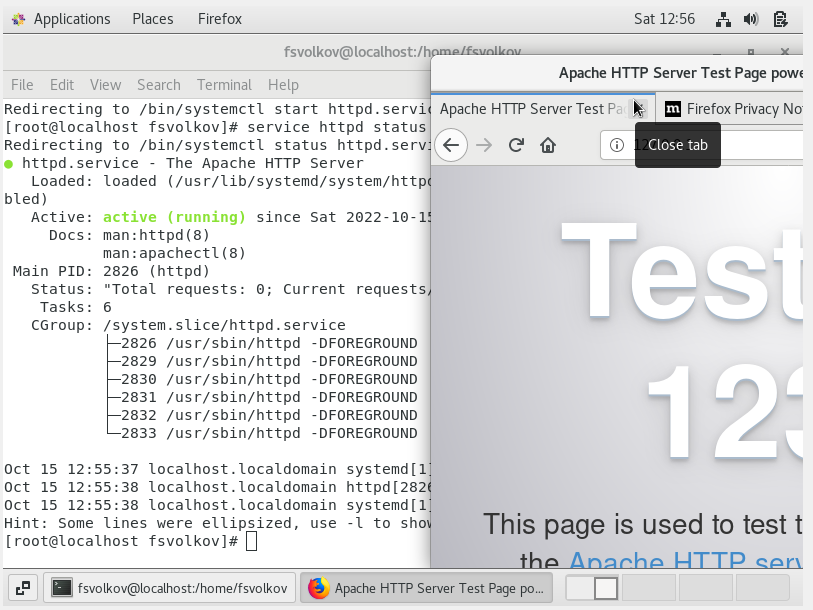 Applications Places Firefox Sat 12:56
fsvolkov@localhost:/home/fsvolkov
File Edit View Search Terminal Help
Redirecting to /bin/systemctl start httpd.servic
[root@localhost fsvolkov]# service httpd status
Redirecting to /bin/systemctl status httpd.servi
● httpd.service - The Apache HTTP Server
Loaded: loaded (/usr/lib/systemd/system/httpd
bled)
Active: active (running) since Sat 2022-10-15
Docs: man:httpd(8)
man:apachectl(8)
Main PID: 2826 (httpd)
Status: "Total requests: 0; Current requests/
Tasks: 6
CGroup: /system.slice/httpd.service
├─2826 /usr/sbin/httpd -DFOREGROUND
├─2829 /usr/sbin/httpd -DFOREGROUND
├─2830 /usr/sbin/httpd -DFOREGROUND
├─2831 /usr/sbin/httpd -DFOREGROUND
├─2832 /usr/sbin/httpd -DFOREGROUND
└─2833 /usr/sbin/httpd -DFOREGROUND
Oct 15 12:55:37 localhost.localdomain systemd[1]
Oct 15 12:55:38 localhost.localdomain httpd[2826
Oct 15 12:55:38 localhost.localdomain systemd[1]
Hint: Some lines were ellipsized, use -l to show
[root@localhost fsvolkov]#
Apache HTTP Server Test Page powe
Apache HTTP Server Test Pa
m Firefox Privacy No
Close tab
Test
123
This page is used to test t
the Apache HTTP serv
fsvolkov@localhost:/home/fsvolkov
Apache HTTP Server Test Page po...